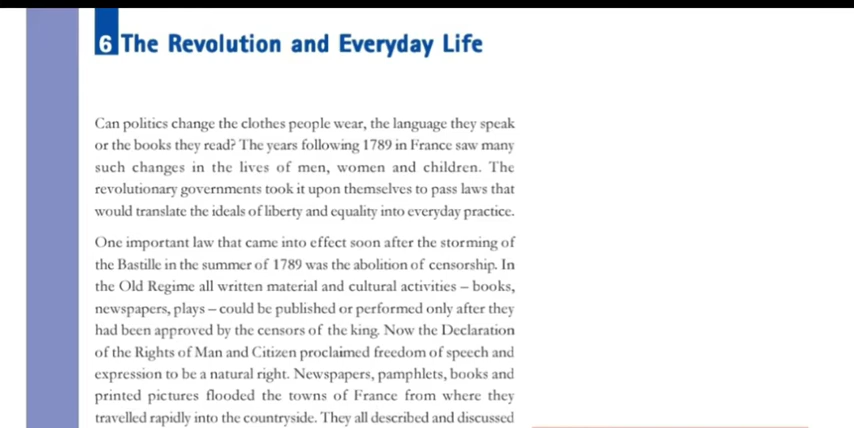 6 The Revolution and Everyday Life
Can politics change the clothes people wear, the language they speak
or the books they read? The years following 1789 in France saw many
such changes in the lives of men, women and children. The
revolutionary governments took it upon themselves to pass laws that
would translate the ideals of liberty and equality into everyday practice.
One important law that came into effect soon after the storming of
the Bastille in the summer of 1789 was the abolition of censorship. In
the Old Regime all written material and cultural activities – books,
newspapers, plays – could be published or performed only after they
had been approved by the censors of the king. Now the Declaration
of the Rights of Man and Citizen proclaimed freedom of speech and
expression to be a natural right. Newspapers, pamphlets, books and
printed pictures flooded the towns of France from where they
travelled rapidly into the countryside. They all described and discussed